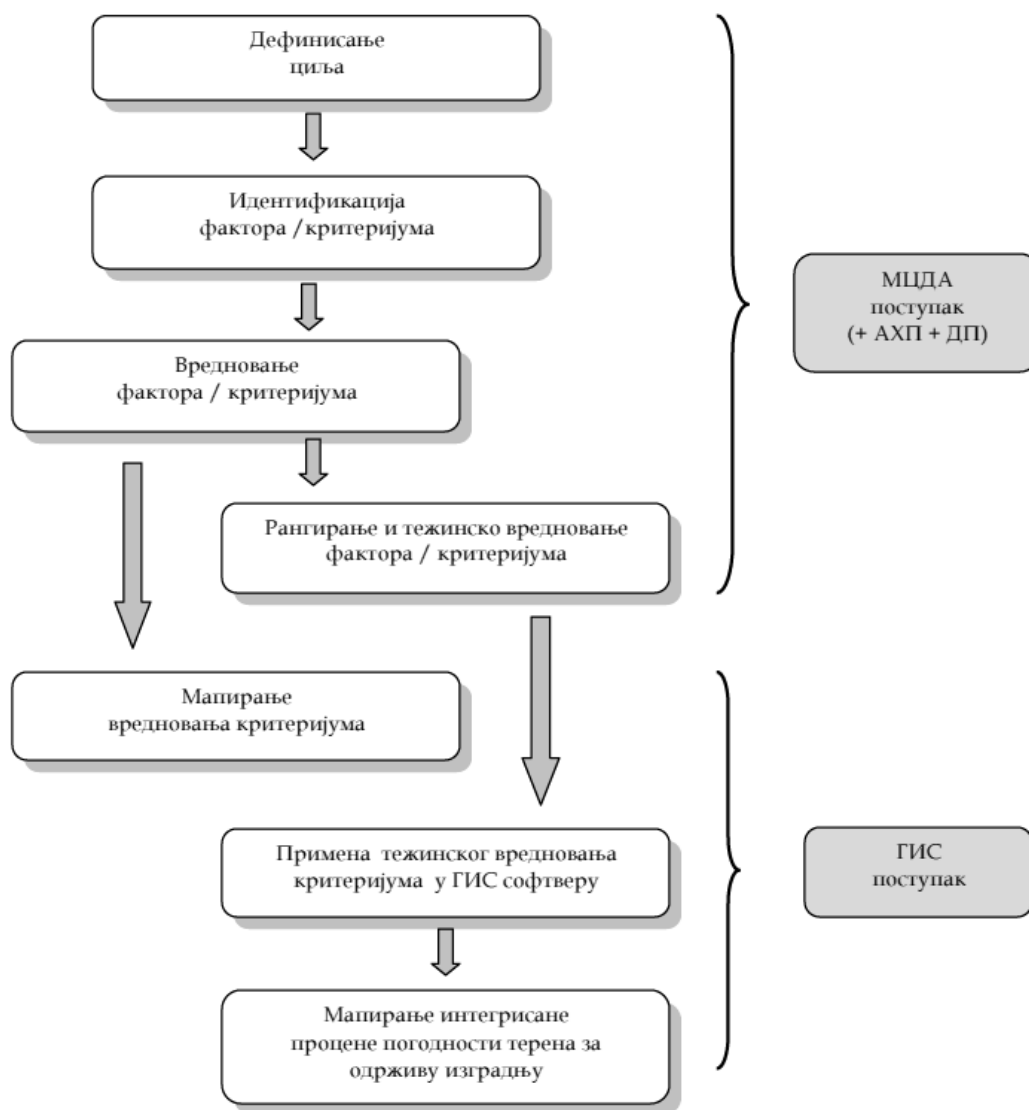 Дефинисање
циља
Идентификација
фактора /критеријума
МЦДА
поступак
(+ АХП + ДП)
Вредновање
фактора / критеријума
Рангирање и тежинско вредновање
фактора / критеријума
Мапирање
вредновања критеријума
Примена тежинског вредновања
критеријума у ГИС софтверу
ГИС
поступак
Мапирање интегрисане
процене погодности терена за
одрживу изградњу